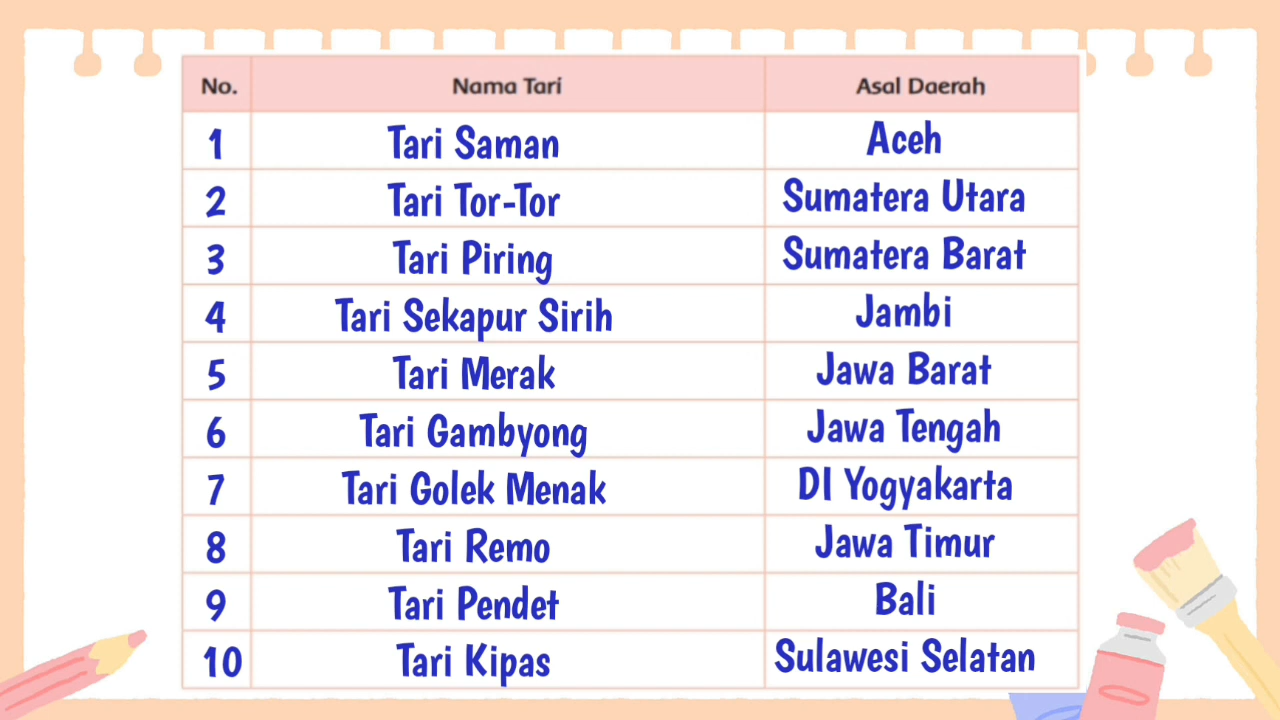 No. Nama Tari Asal Daerah
1 Tari Saman Aceh
2 Tari Tor-Tor Sumatera Utara
3 Tari Piring Sumatera Barat
4 Tari Sekapur Sirih Jambi
5 Tari Merak Jawa Barat
6 Tari Gambyong Jawa Tengah
7 Tari Golek Menak DI Yogyakarta
8 Tari Remo Jawa Timur
9 Tari Pendet Bali
10 Tari Kipas Sulawesi Selatan